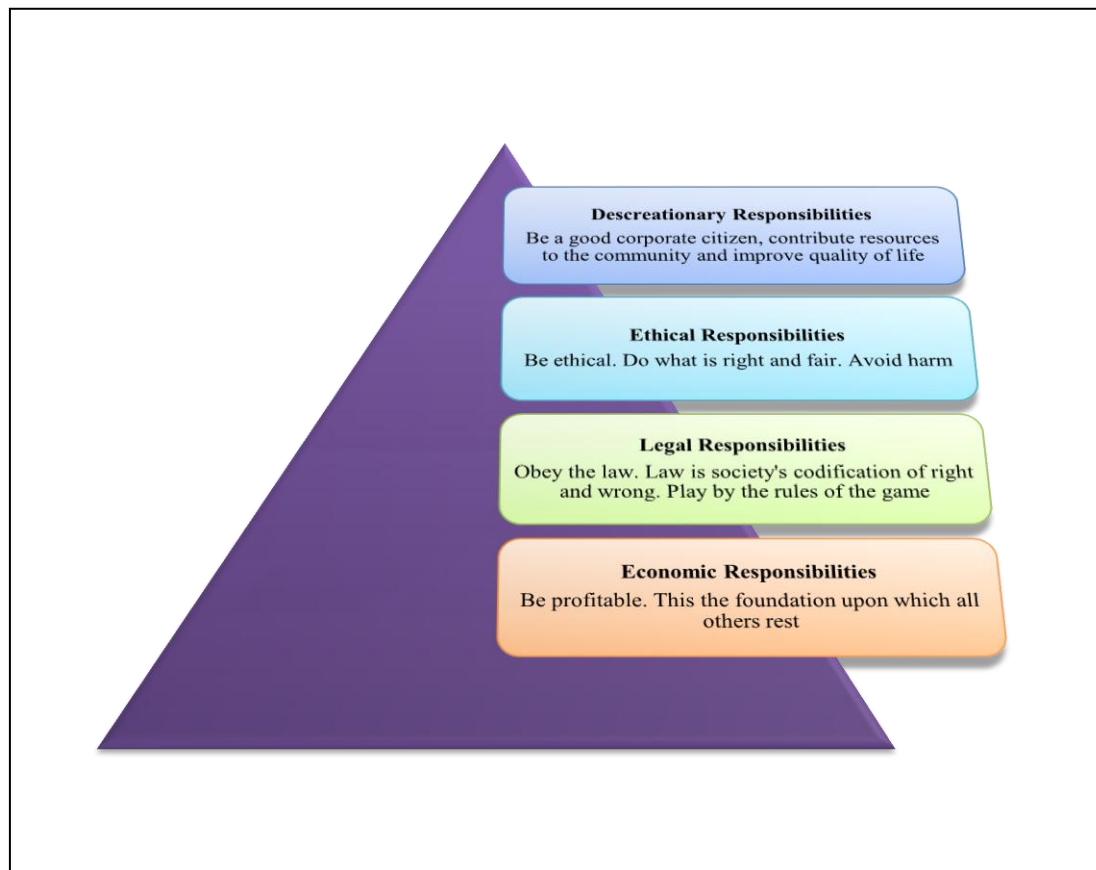 Descreationary Responsibilities
Be a good corporate citizen, contribute resources
to the community and improve quality of life
Ethical Responsibilities
Be ethical. Do what is right and fair. Avoid harm
Legal Responsibilities
Obey the law. Law is society's codification of right
and wrong. Play by the rules of the game
Economic Responsibilities
Be profitable. This the foundation upon which all
others rest